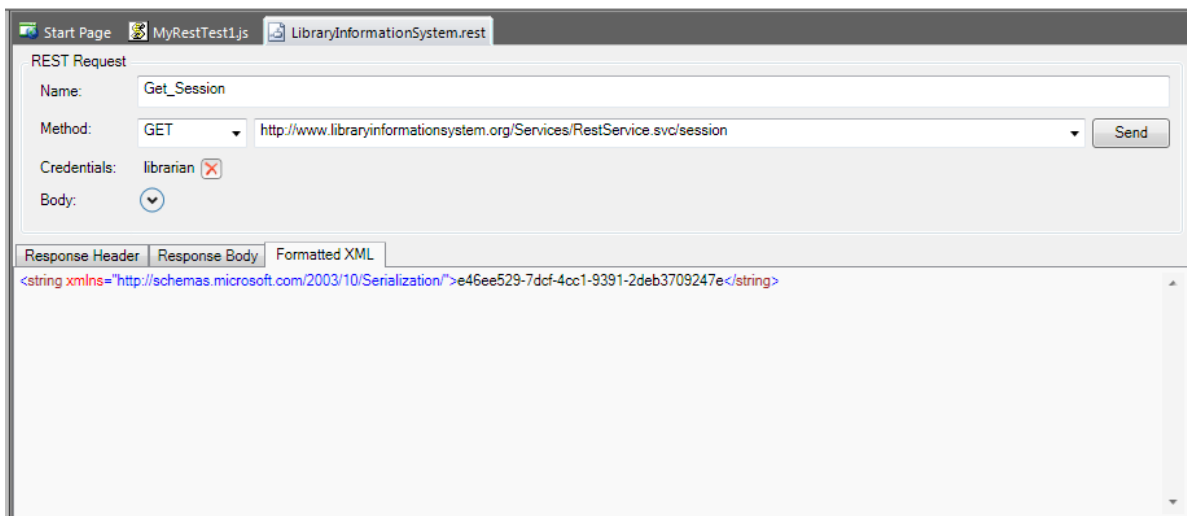 Start Page MyRestTest1.js LibraryInformationSystem.rest
REST Request
Name: Get_Session
Method: GET http://www.libraryinformationsystem.org/Services/RestService.svc/session Send
Credentials: librarian
Body:
Response Header Response Body Formatted XML
<string xmlns="http://schemas.microsoft.com/2003/10/Serialization/">e46ee529-7dcf-4cc1-9391-2deb3709247e</string>